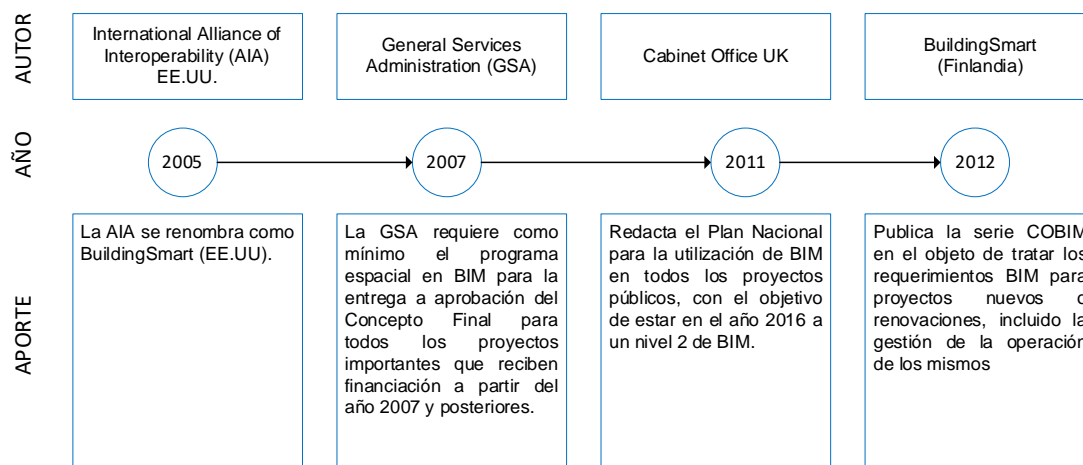 AUTOR
International Alliance of
Interoperability (AIA)
EE.UU.
General Services
Administration (GSA)
Cabinet Office UK
BuildingSmart
(Finlandia)
AÑO
2005
2007
2011
2012
APORTE
La AIA se renombra como
BuildingSmart (EE.UU).
La GSA requiere como
mínimo el programa
espacial en BIM para la
entrega a aprobación del
Concepto Final para
todos los proyectos
importantes que reciben
financiación a partir del
año 2007 y posteriores.
Redacta el Plan Nacional
para la utilización de BIM
en todos los proyectos
públicos, con el objetivo
de estar en el año 2016 a
un nivel 2 de BIM.
Publica la serie COBIM
en el objeto de tratar los
requerimientos BIM para
proyectos nuevos o
renovaciones, incluido la
gestión de la operación
de los mismos